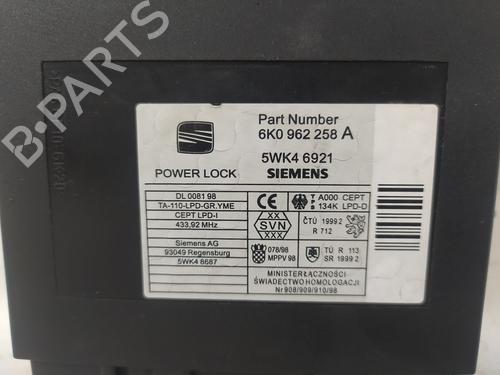 B-PARTS
Part Number
6K0 962 258 A
5WK4 6921
POWER LOCK SIEMENS
DL 0081 98
TA-110-LPD-GR.YME
CEPT LPD-I
433,92 MHz
Siemens AG
93049 Regensburg
5WK4 8687
CE
XX
SVN
XXX
A000 CEPT
134K LPD-D
ČTÚ 1999 2
R 712
078/98
MPPV 98
TÚ R 113
SR 1999 2
MINISTERŁĄCZNOŚCI
ŚWIADECTWO HOMOLOGACJI
Nr 908/909/910/98